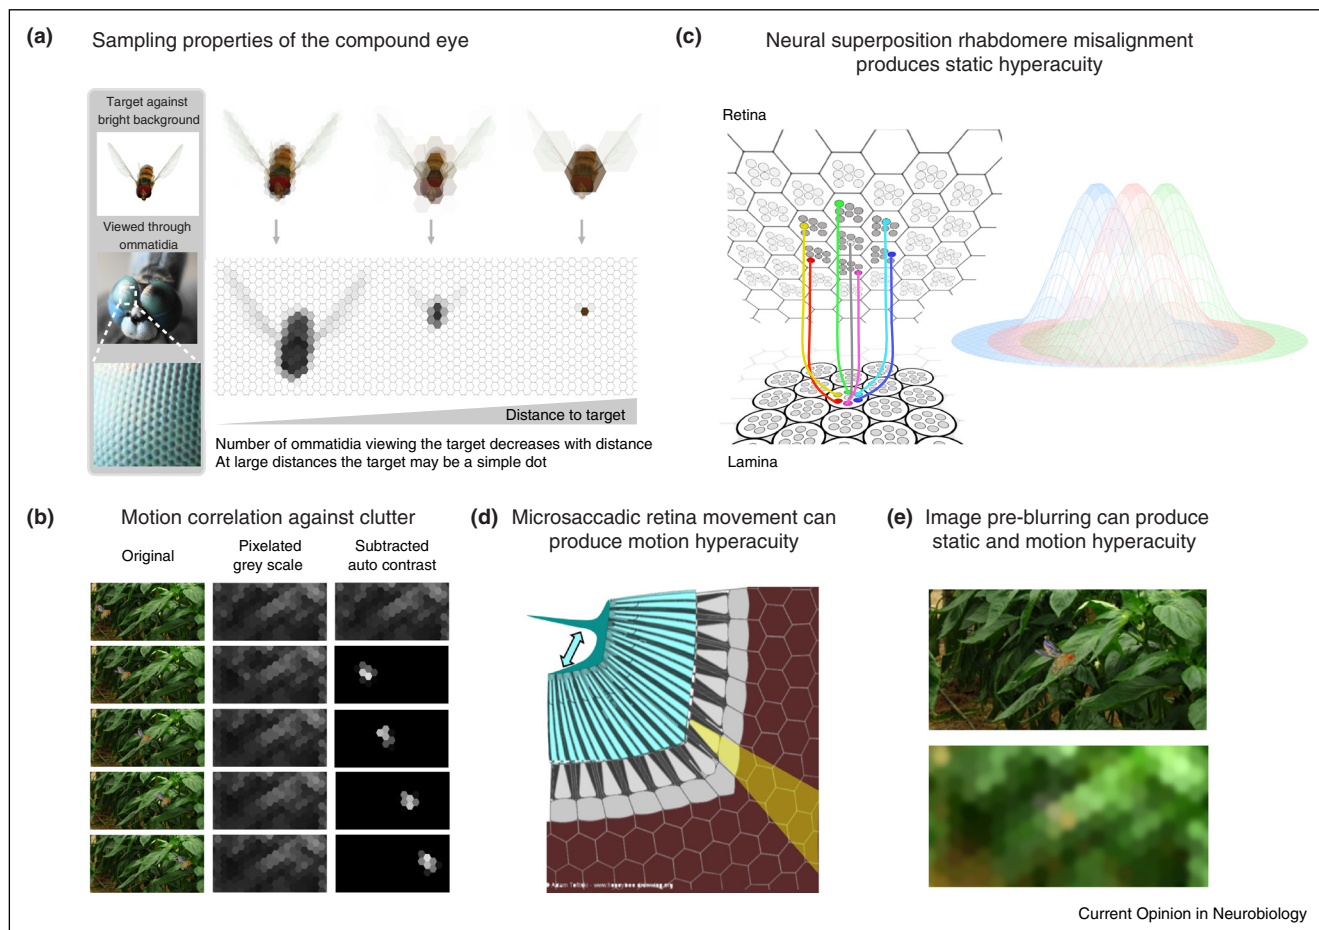 (a) Sampling properties of the compound eye
Target against
bright background
Viewed through
ommatidia
Distance to target
Number of ommatidia viewing the target decreases with distance
At large distances the target may be a simple dot
(c) Neural superposition rhabdomere misalignment
produces static hyperacuity
Retina
Lamina
(b) Motion correlation against clutter
Original
Pixelated
grey scale
Subtracted
auto contrast
(d) Microsaccadic retina movement can
produce motion hyperacuity
(e) Image pre-blurring can produce
static and motion hyperacuity
Current Opinion in Neurobiology